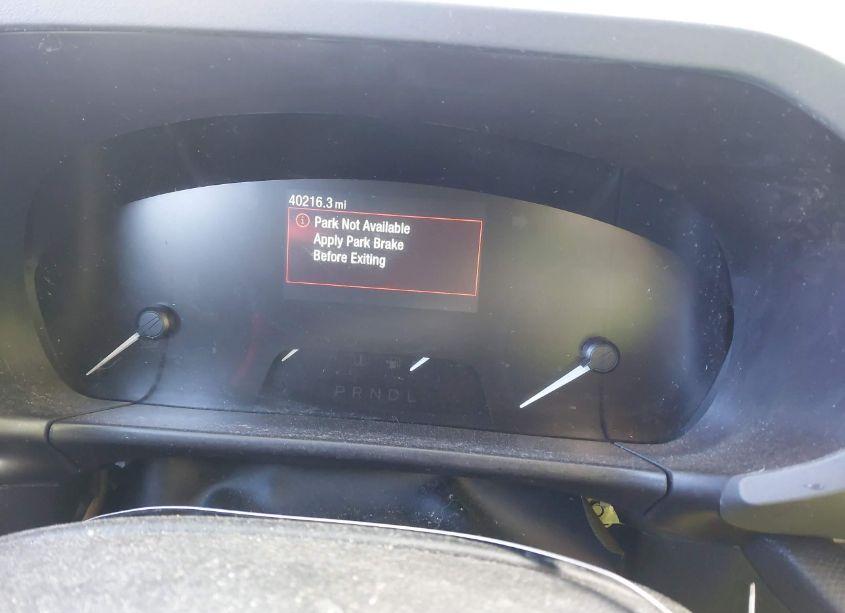 40216.3 mi
Park Not Available
Apply Park Brake
Before Exiting
PRNDL